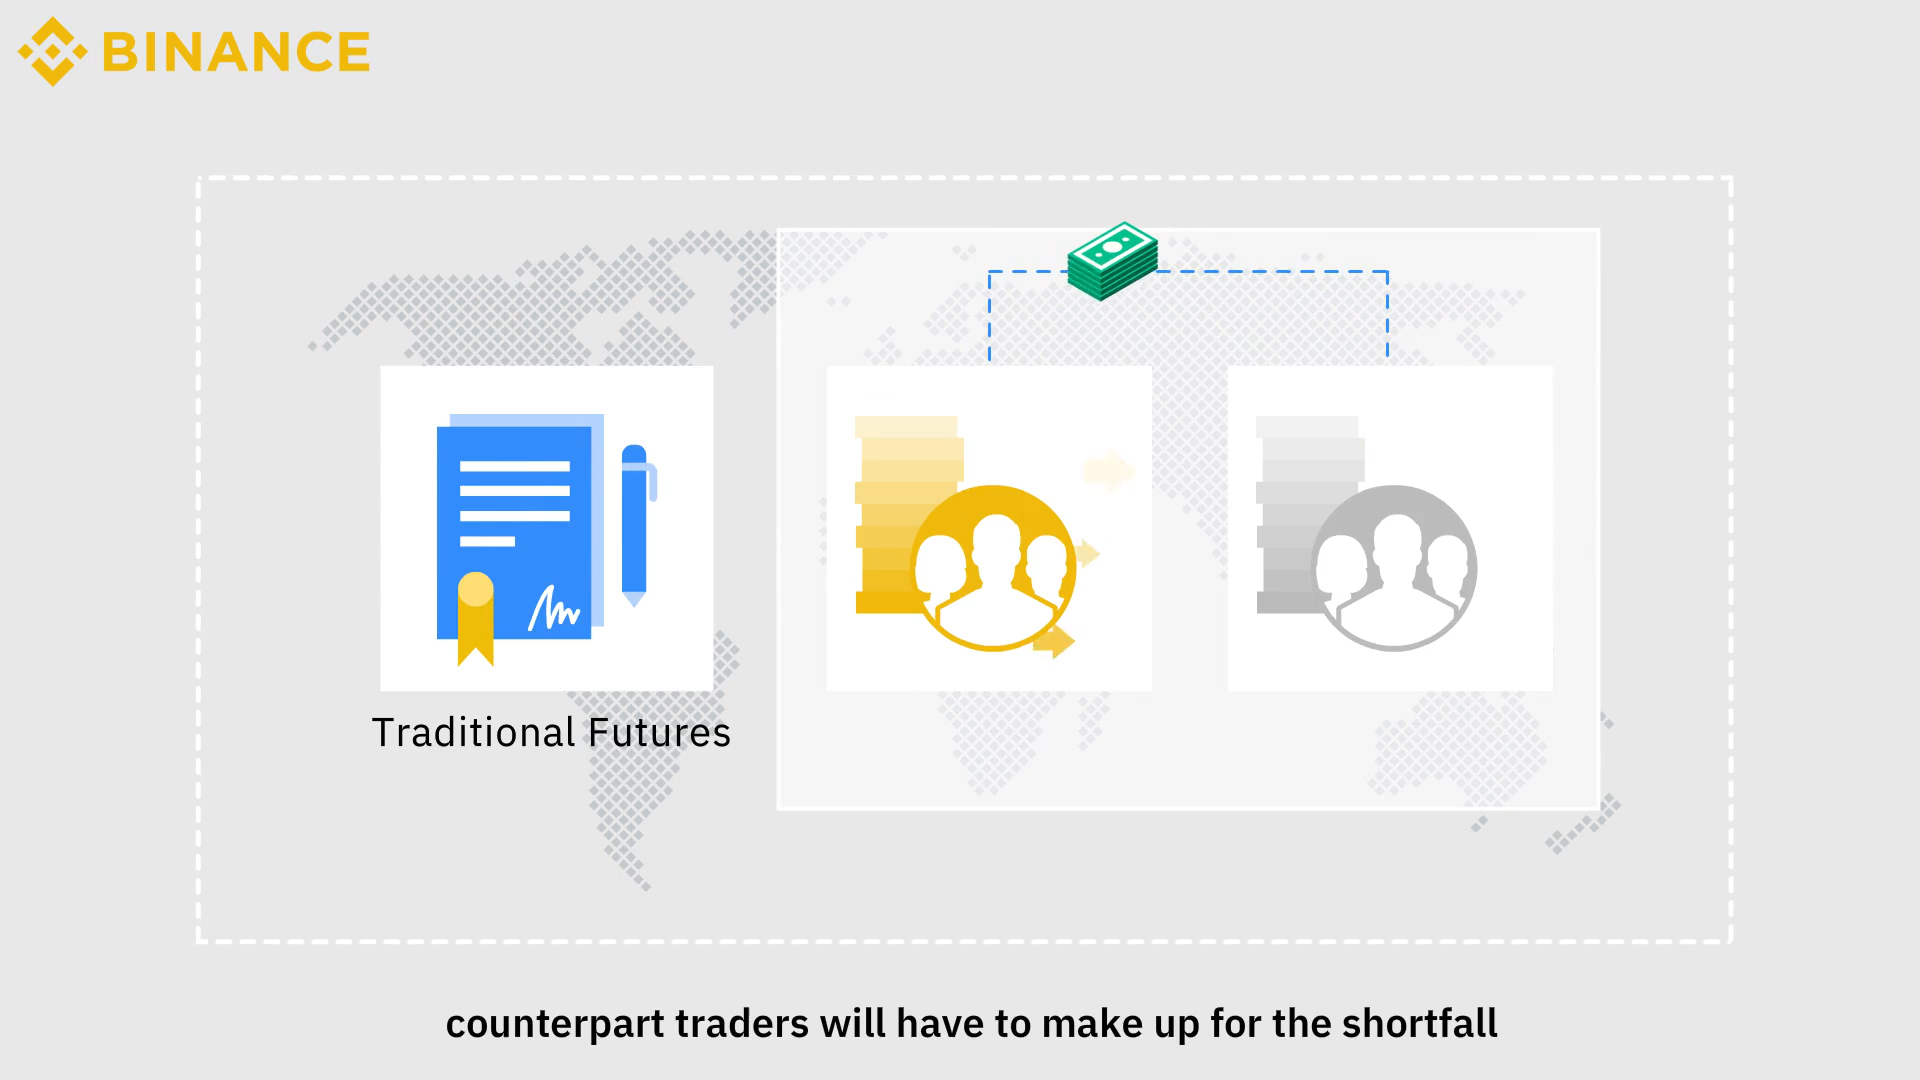 BINANCE
Traditional Futures
counterpart traders will have to make up for the shortfall